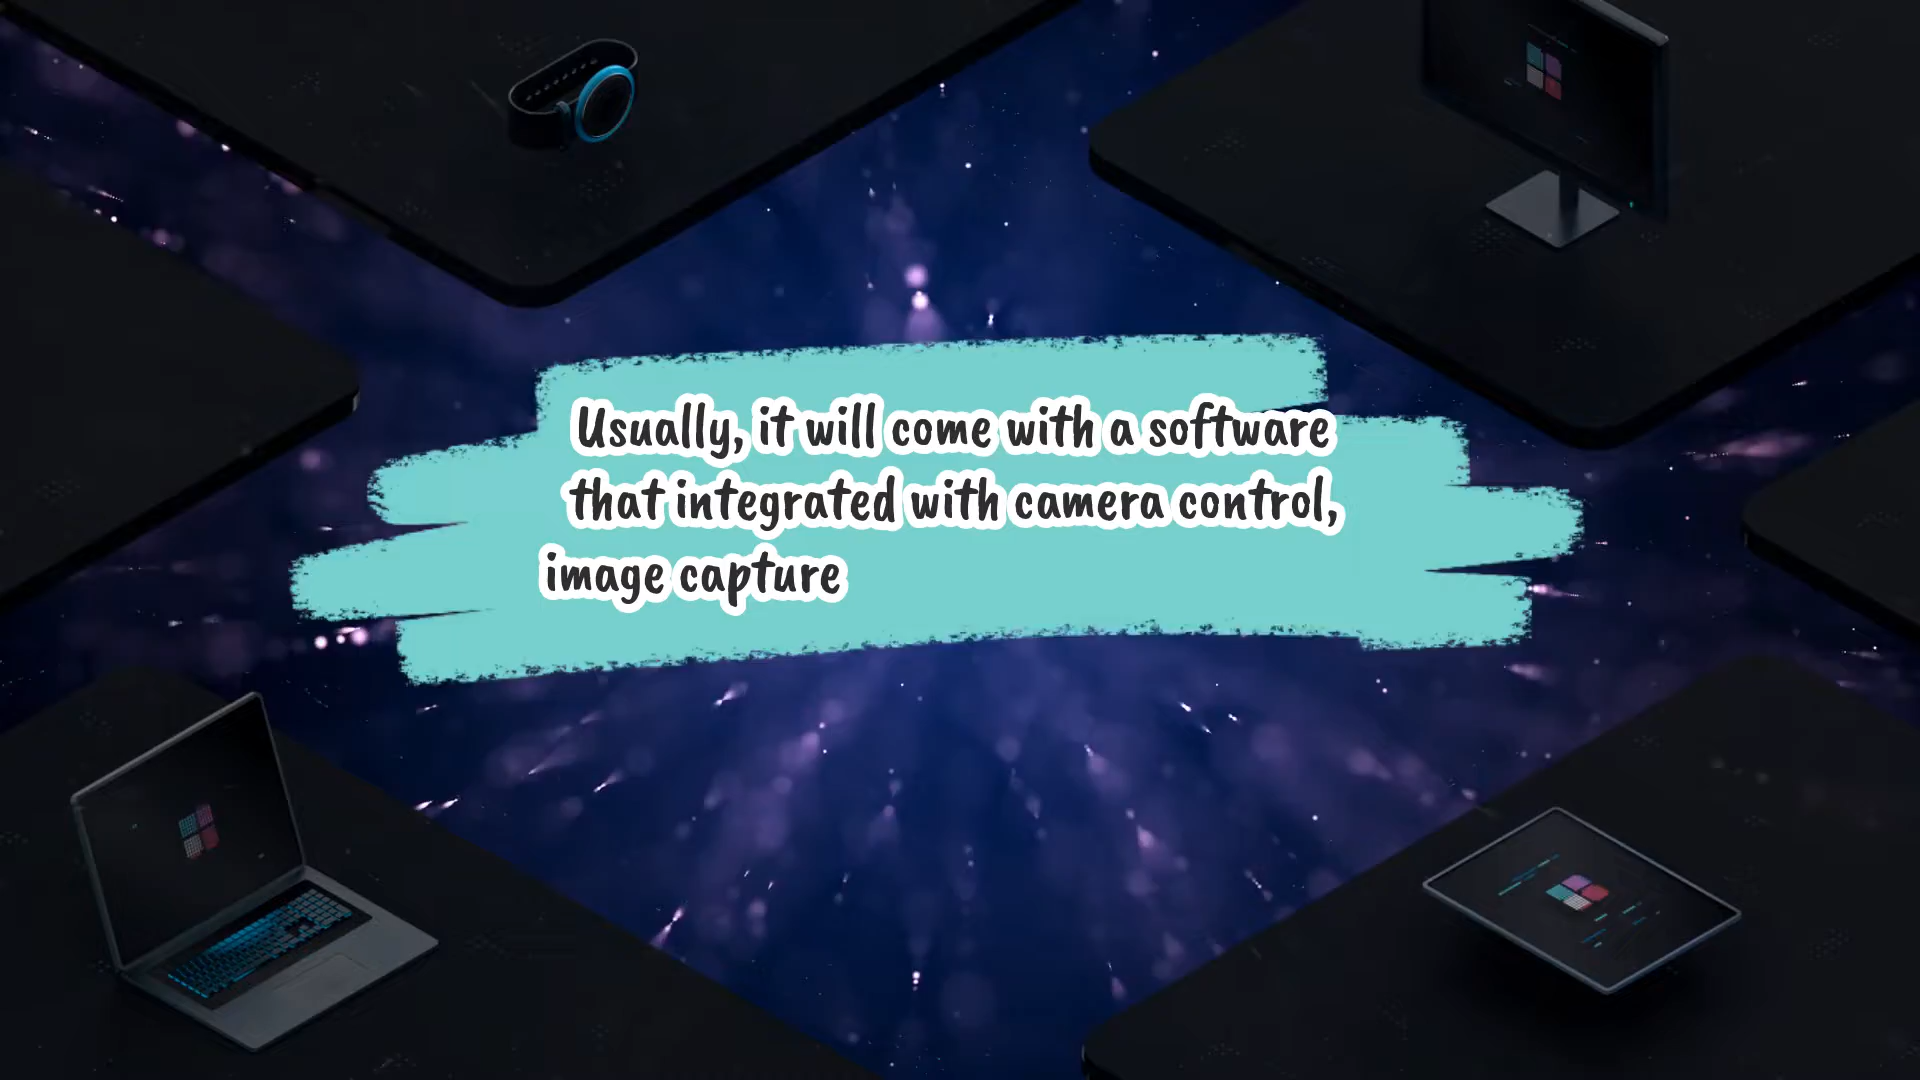 Usually, it will come with a software
that integrated with camera control,
image capture